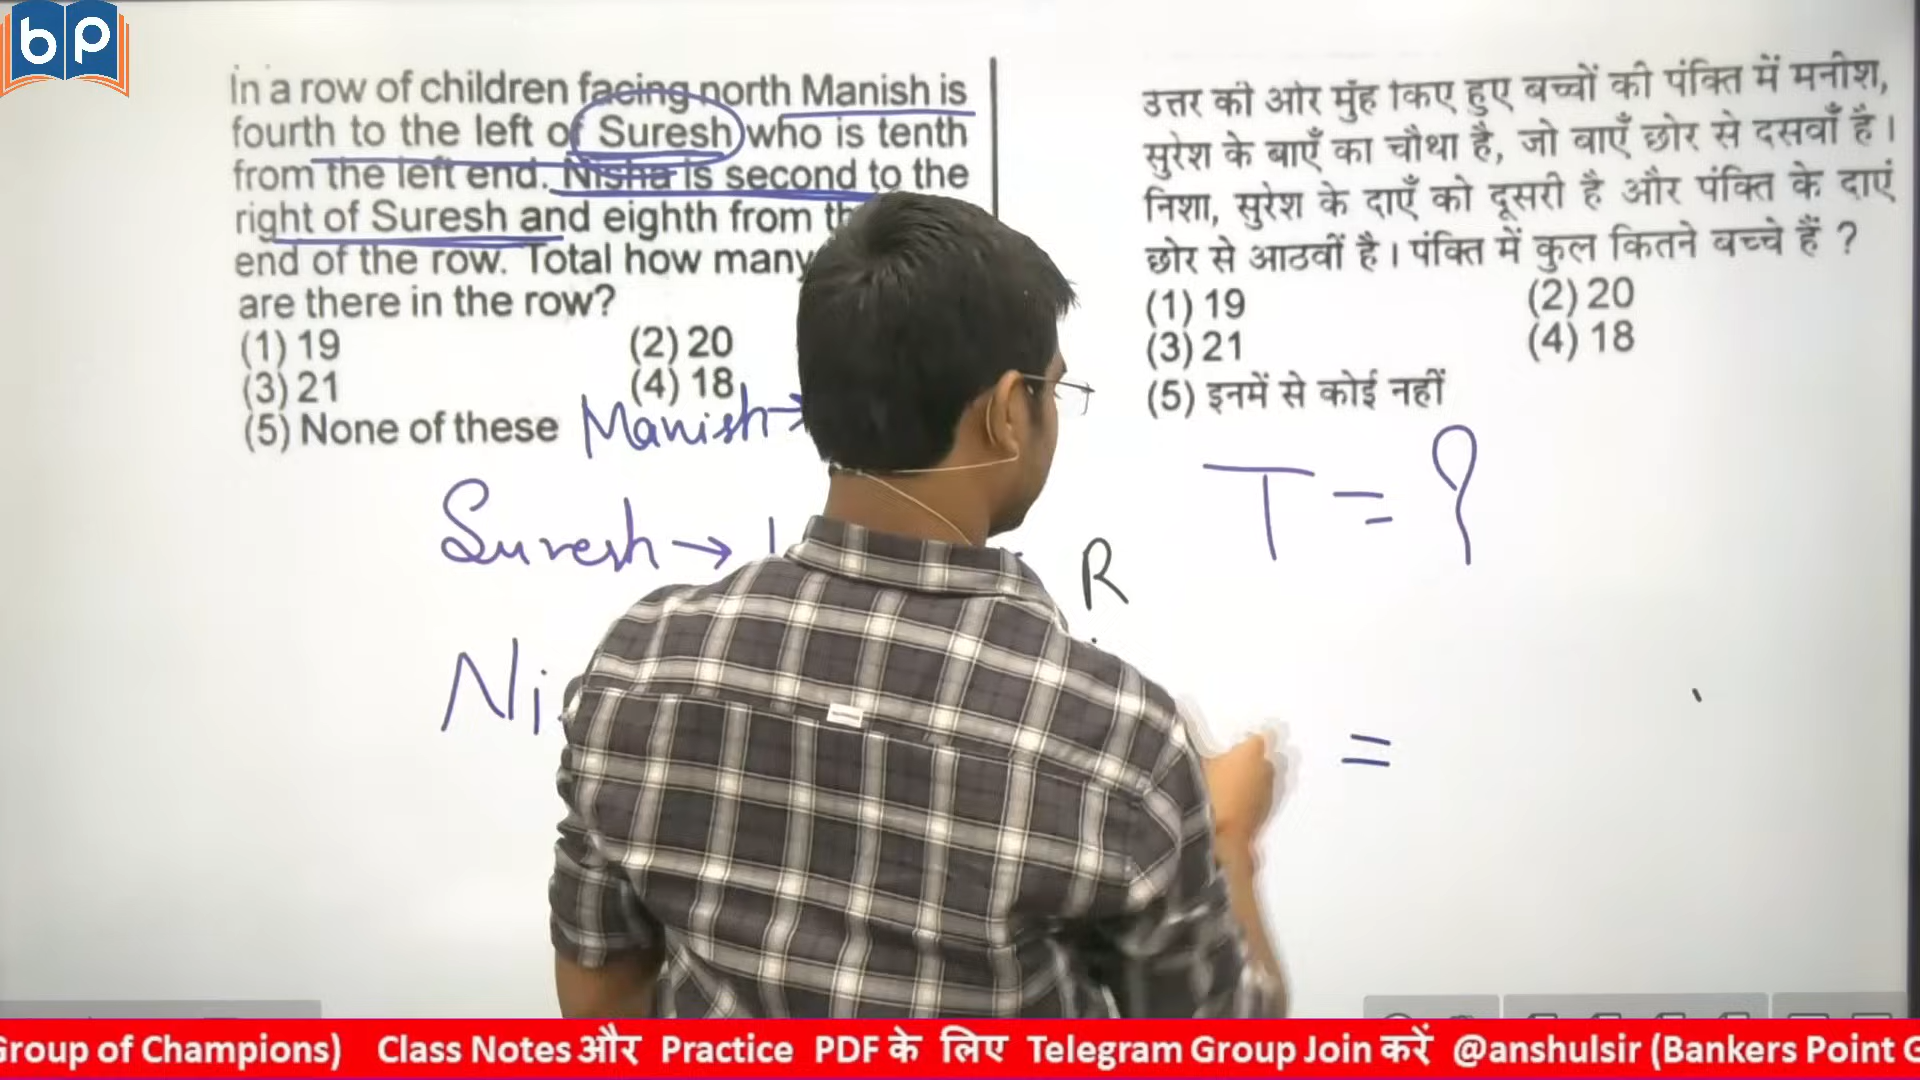 bp
In a row of children facing north Manish is
fourth to the left of Suresh who is tenth
from the left end. Nisha is second to the
right of Suresh and eighth from
end of the row. Total how many
are there in the row?
(1) 19 (2) 20
(3) 21 (4) 18
(5) None of these
उत्तर की ओर मुँह किए हुए बच्चों की पंक्ति में मनीश,
सुरेश के बाएँ का चौथा है, जो बाएँ छोर से दसवाँ है।
निशा, सुरेश के दाएँ को दूसरी है और पंक्ति के दाएं
छोर से आठवीं है। पंक्ति में कुल कितने बच्चे हैं ?
(1) 19 (2) 20
(3) 21 (4) 18
(5) इनमें से कोई नहीं
Manish →
Suresh →
T = ?
R
Ni
=
Group of Champions) Class Notes और Practice PDF के लिए Telegram Group Join करें @anshulsir (Bankers Point G